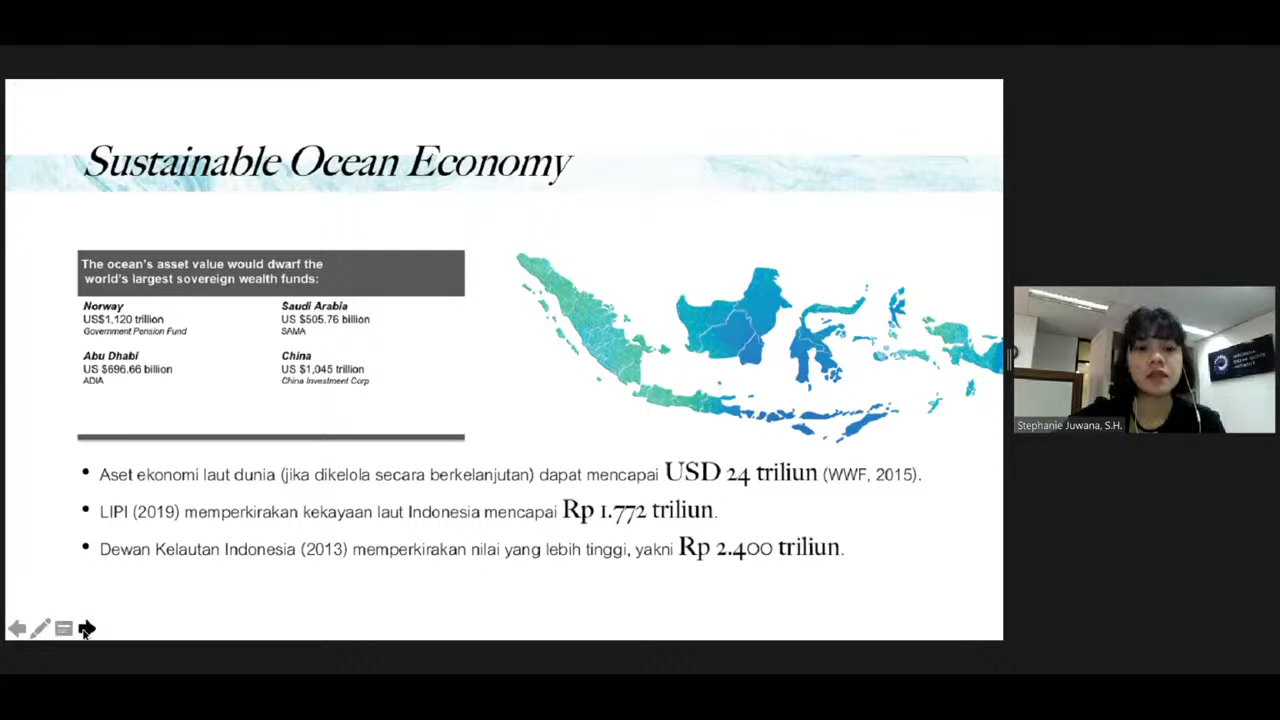 Sustainable Ocean Economy
The ocean's asset value would dwarf the
world's largest sovereign wealth funds:
Norway
US$1,120 trillion
Government Pension Fund
Saudi Arabia
US $505.76 billion
SAMA
Abu Dhabi
US $696.66 billion
ADIA
China
US $1,045 trillion
China Investment Corp
• Aset ekonomi laut dunia (jika dikelola secara berkelanjutan) dapat mencapai USD 24 triliun (WWF, 2015).
• LIPI (2019) memperkirakan kekayaan laut Indonesia mencapai Rp 1.772 triliun.
• Dewan Kelautan Indonesia (2013) memperkirakan nilai yang lebih tinggi, yakni Rp 2.400 triliun.
INDONESIA
OCEAN JUSTICE
INITIATIVE
Stephanie Juwana, S.H.